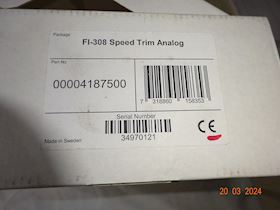 Package
FI-308 Speed Trim Analog
Part No
00004187500
7 318860 158353
Serial Number
34970121
Made in Sweden
CE
20 03 2024